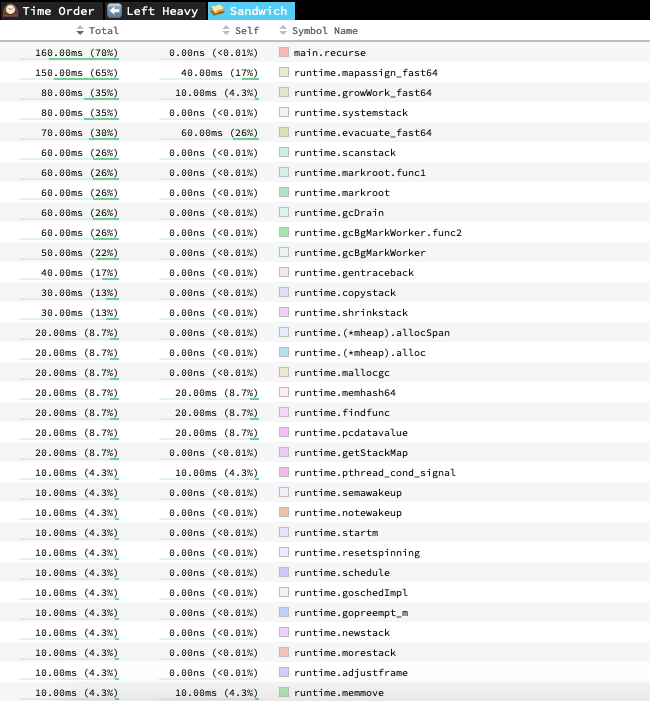 Time Order Left Heavy Sandwich
Total Self Symbol Name
160.00ms (70%) 0.00ns (<0.01%) main.recurse
150.00ms (65%) 40.00ms (17%) runtime.mapassign_fast64
80.00ms (35%) 10.00ms (4.3%) runtime.growWork_fast64
80.00ms (35%) 0.00ns (<0.01%) runtime.systemstack
70.00ms (30%) 60.00ms (26%) runtime.evacuate_fast64
60.00ms (26%) 0.00ns (<0.01%) runtime.scanstack
60.00ms (26%) 0.00ns (<0.01%) runtime.markroot.func1
60.00ms (26%) 0.00ns (<0.01%) runtime.markroot
60.00ms (26%) 0.00ns (<0.01%) runtime.gcDrain
60.00ms (26%) 0.00ns (<0.01%) runtime.gcBgMarkWorker.func2
50.00ms (22%) 0.00ns (<0.01%) runtime.gcBgMarkWorker
40.00ms (17%) 0.00ns (<0.01%) runtime.gentraceback
30.00ms (13%) 0.00ns (<0.01%) runtime.copystack
30.00ms (13%) 0.00ns (<0.01%) runtime.shrinkstack
20.00ms (8.7%) 0.00ns (<0.01%) runtime.(*mheap).allocSpan
20.00ms (8.7%) 0.00ns (<0.01%) runtime.(*mheap).alloc
20.00ms (8.7%) 0.00ns (<0.01%) runtime.mallocgc
20.00ms (8.7%) 20.00ms (8.7%) runtime.memhash64
20.00ms (8.7%) 20.00ms (8.7%) runtime.findfunc
20.00ms (8.7%) 20.00ms (8.7%) runtime.pcdatavalue
20.00ms (8.7%) 0.00ns (<0.01%) runtime.getStackMap
10.00ms (4.3%) 10.00ms (4.3%) runtime.pthread_cond_signal
10.00ms (4.3%) 0.00ns (<0.01%) runtime.semawakeup
10.00ms (4.3%) 0.00ns (<0.01%) runtime.notewakeup
10.00ms (4.3%) 0.00ns (<0.01%) runtime.startm
10.00ms (4.3%) 0.00ns (<0.01%) runtime.resetspinning
10.00ms (4.3%) 0.00ns (<0.01%) runtime.schedule
10.00ms (4.3%) 0.00ns (<0.01%) runtime.goschedImpl
10.00ms (4.3%) 0.00ns (<0.01%) runtime.gopreempt_m
10.00ms (4.3%) 0.00ns (<0.01%) runtime.newstack
10.00ms (4.3%) 0.00ns (<0.01%) runtime.morestack
10.00ms (4.3%) 0.00ns (<0.01%) runtime.adjustframe
10.00ms (4.3%) 10.00ms (4.3%) runtime.memmove